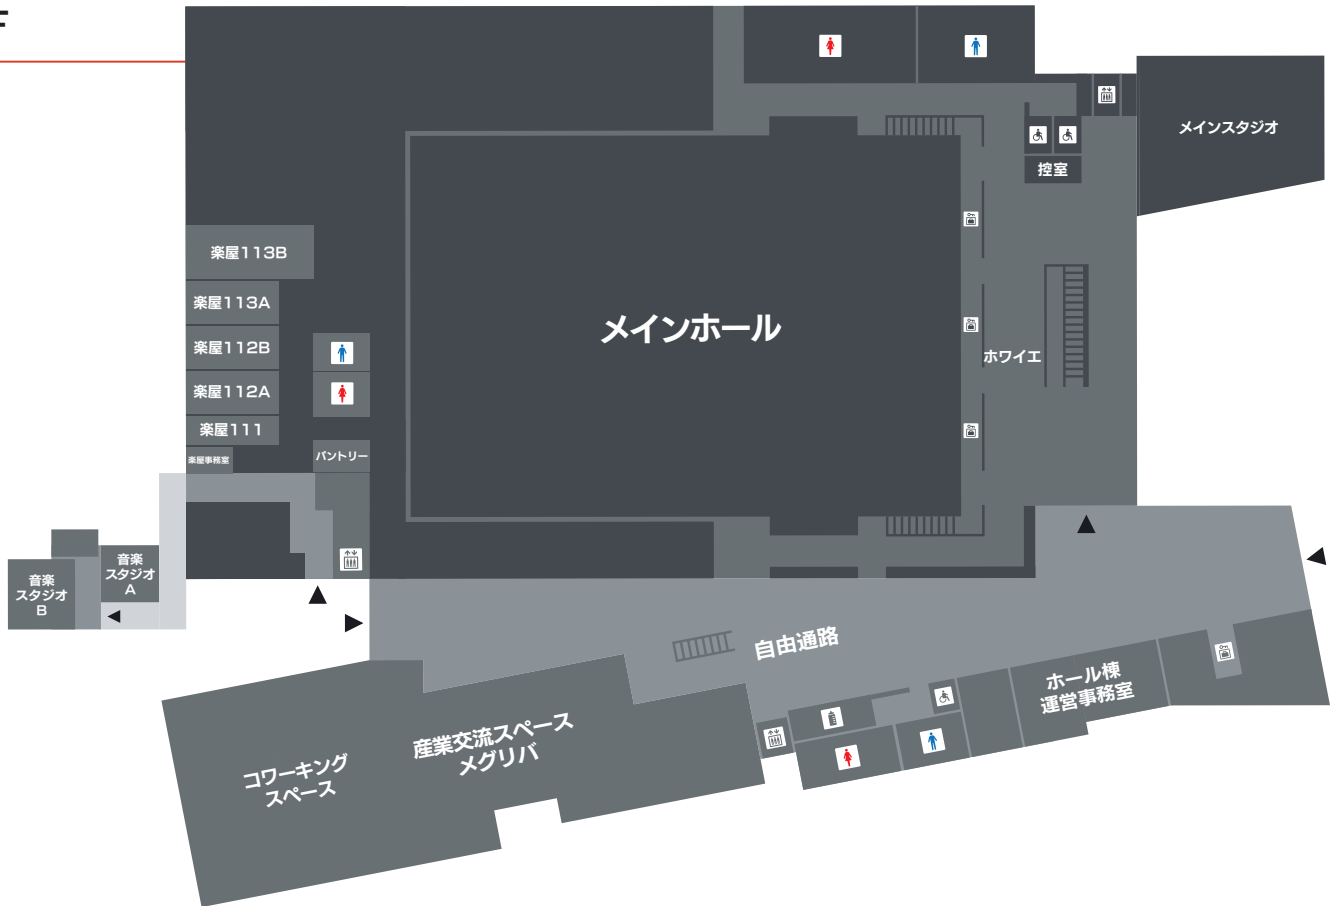 F
メインスタジオ
控室
楽屋113B
楽屋113A
メインホール
楽屋112B
ホワイエ
楽屋112A
楽屋111
パントリー
楽屋事務室
音楽
スタジオ
A
音楽
スタジオ
B
自由通路
ホール棟
運営事務室
産業交流スペース
メグリバ
コワーキング
スペース